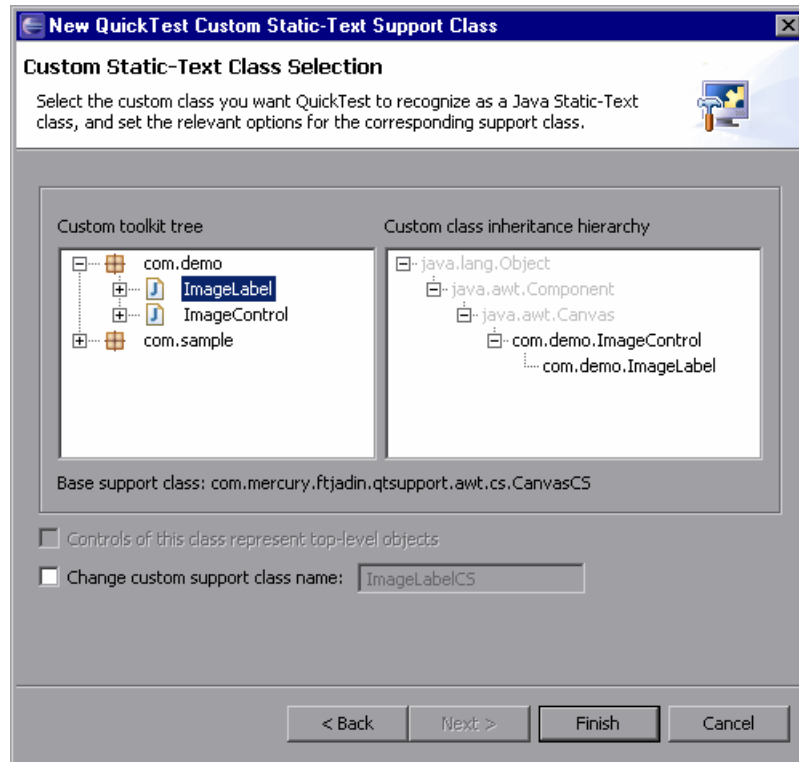 New QuickTest Custom Static-Text Support Class
Custom Static-Text Class Selection
Select the custom class you want QuickTest to recognize as a Java Static-Text
class, and set the relevant options for the corresponding support class.
Custom toolkit tree
com.demo
ImageLabel
ImageControl
com.sample
Custom class inheritance hierarchy
java.lang.Object
java.awt.Component
java.awt.Canvas
com.demo.ImageControl
com.demo.ImageLabel
Base support class: com.mercury.ftjadin.qtsupport.awt.cs.CanvasCS
Controls of this class represent top-level objects
Change custom support class name: ImageLabelCS
< Back Next > Finish Cancel